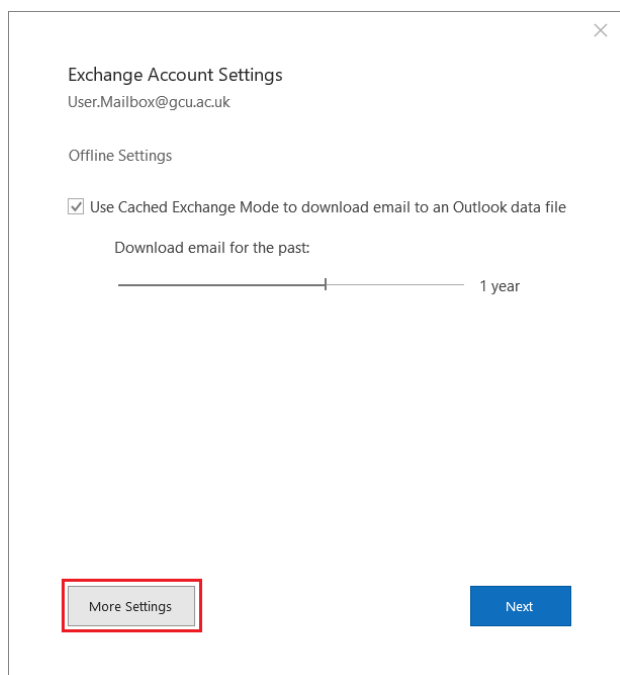 Exchange Account Settings
User.Mailbox@gcu.ac.uk
Offline Settings
Use Cached Exchange Mode to download email to an Outlook data file
Download email for the past:
1 year
More Settings
Next